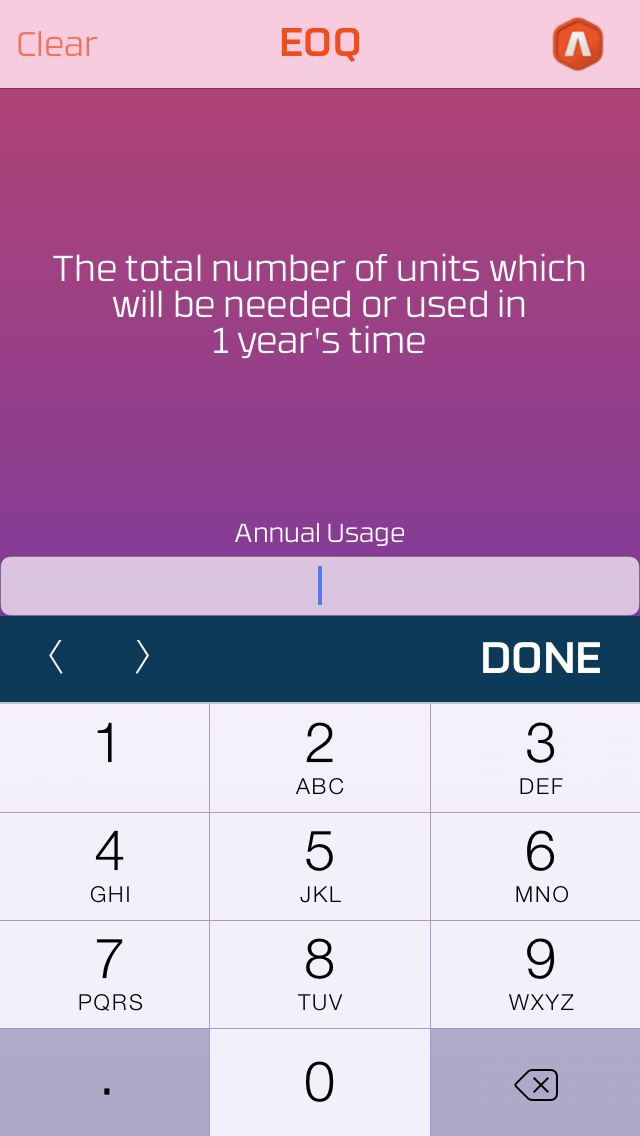 Clear
EOQ
The total number of units which
will be needed or used in
1 year's time
Annual Usage
DONE
1
2
3
ABC
DEF
4
5
6
GHI
JKL
MNO
7
8
9
PQRS
TUV
WXYZ
.
0